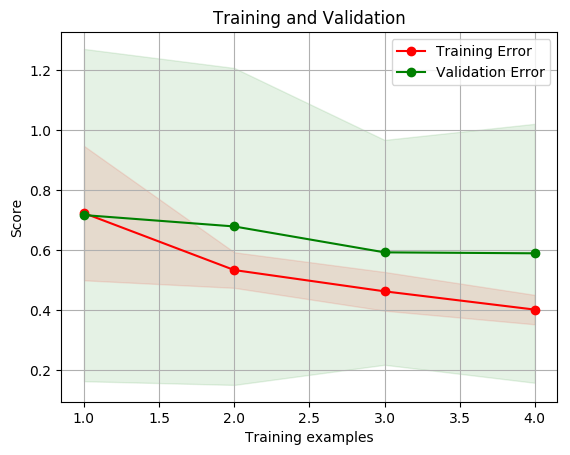 Training and Validation
Training Error
Validation Error
1.2
1.0
0.8
0.6
0.4
0.2
Score
1.0 1.5 2.0 2.5 3.0 3.5 4.0
Training examples